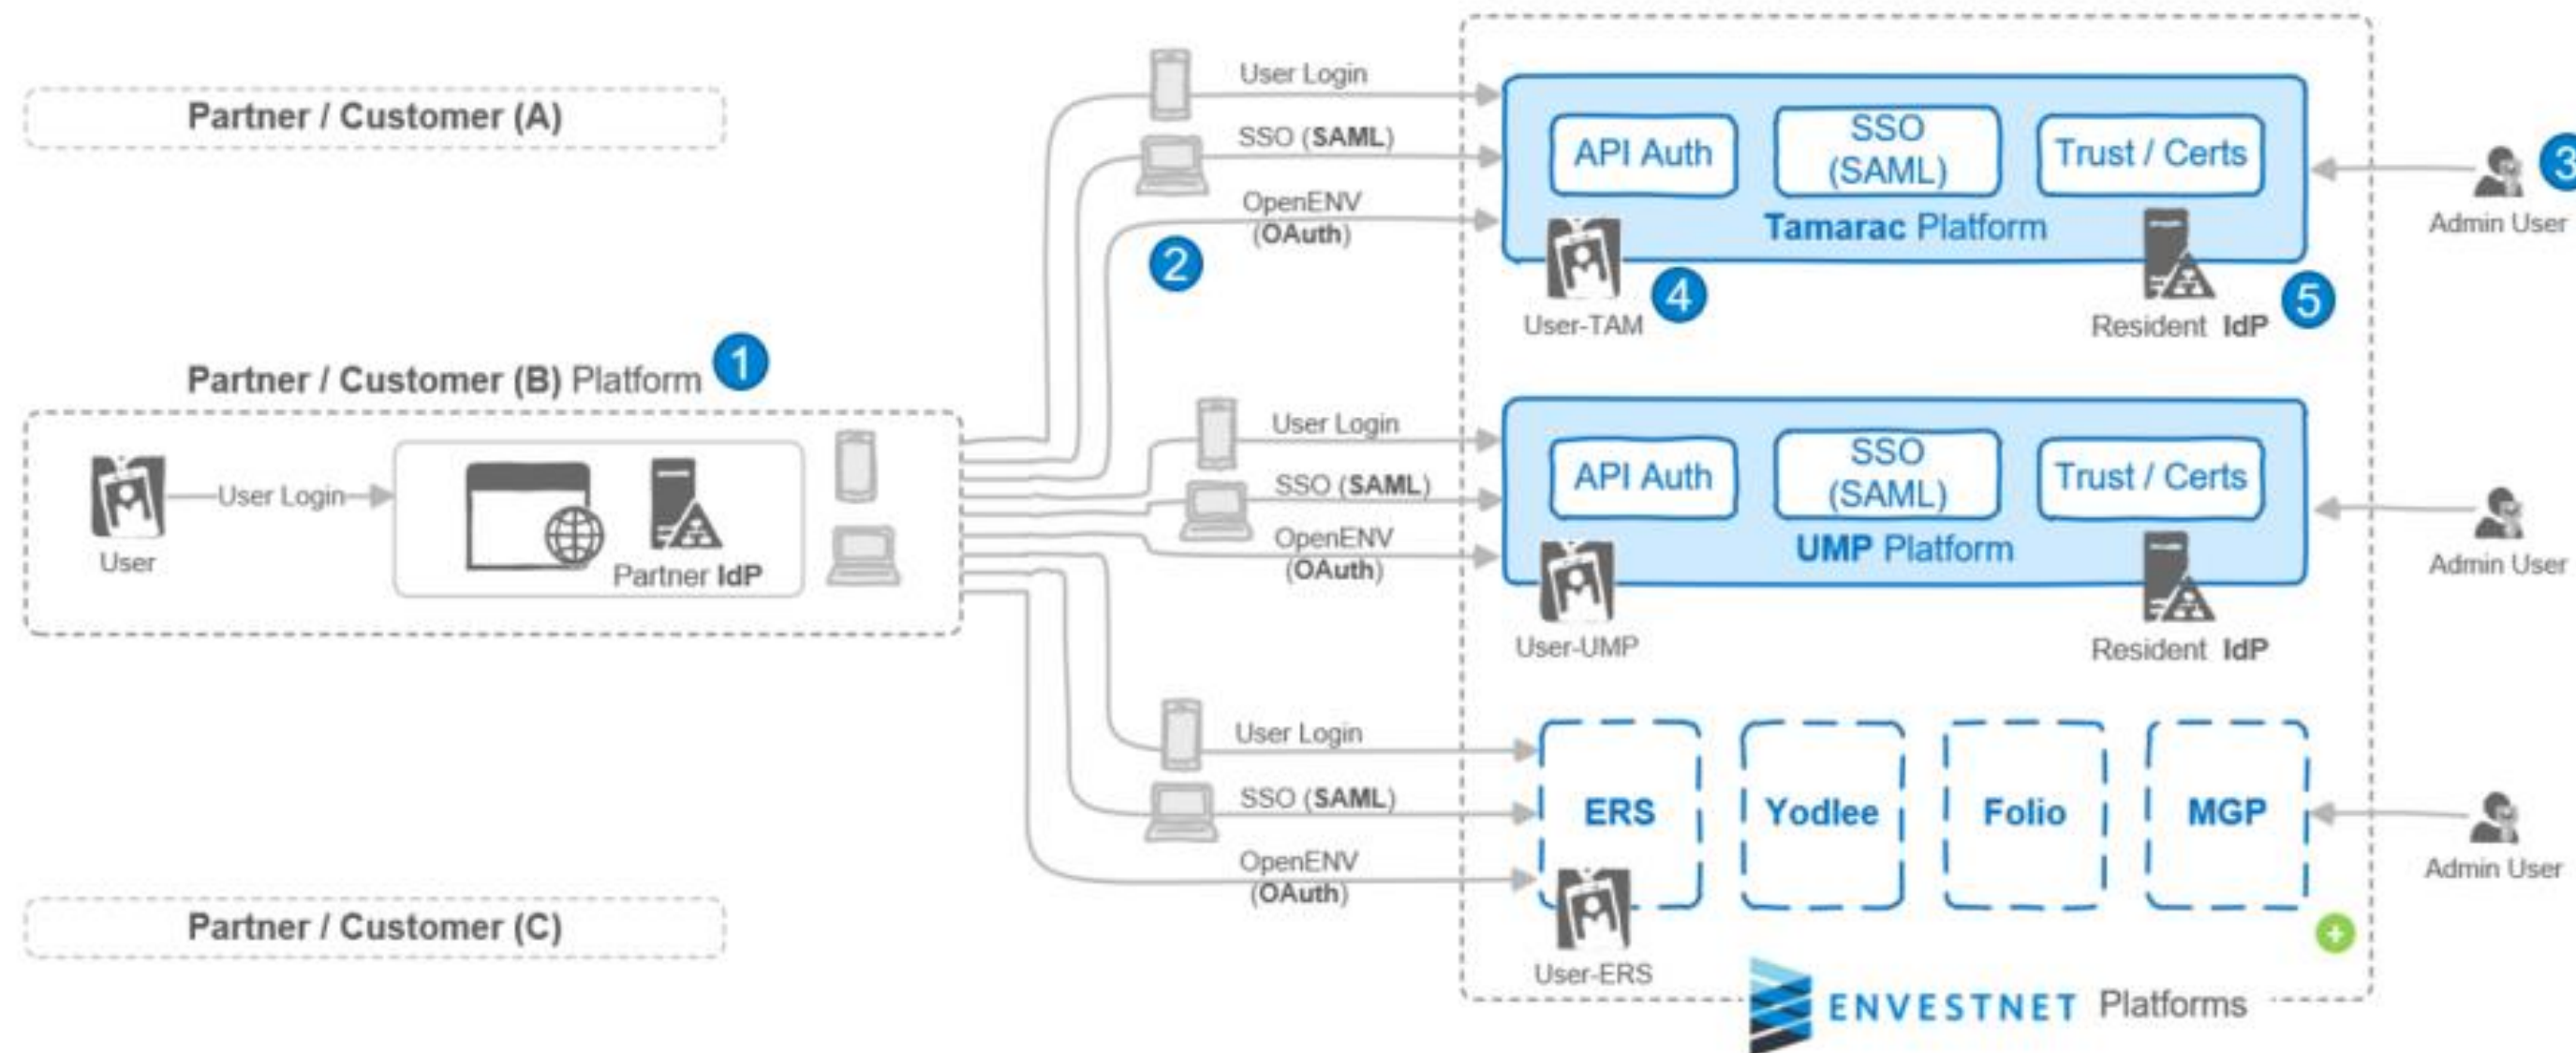 Partner / Customer (A)
Partner / Customer (B) Platform
1
User
User Login
Partner IdP
Partner / Customer (C)
User Login
SSO (SAML)
OpenENV
(OAuth)
2
User Login
SSO (SAML)
OpenENV
(OAuth)
User Login
SSO (SAML)
OpenENV
(OAuth)
API Auth
SSO
(SAML)
Trust / Certs
Tamarac Platform
User-TAM
4
Resident IdP
5
3
Admin User
API Auth
SSO
(SAML)
Trust / Certs
UMP Platform
User-UMP
Resident IdP
Admin User
ERS
Yodlee
Folio
MGP
User-ERS
Admin User
+
ENVESTNET Platforms